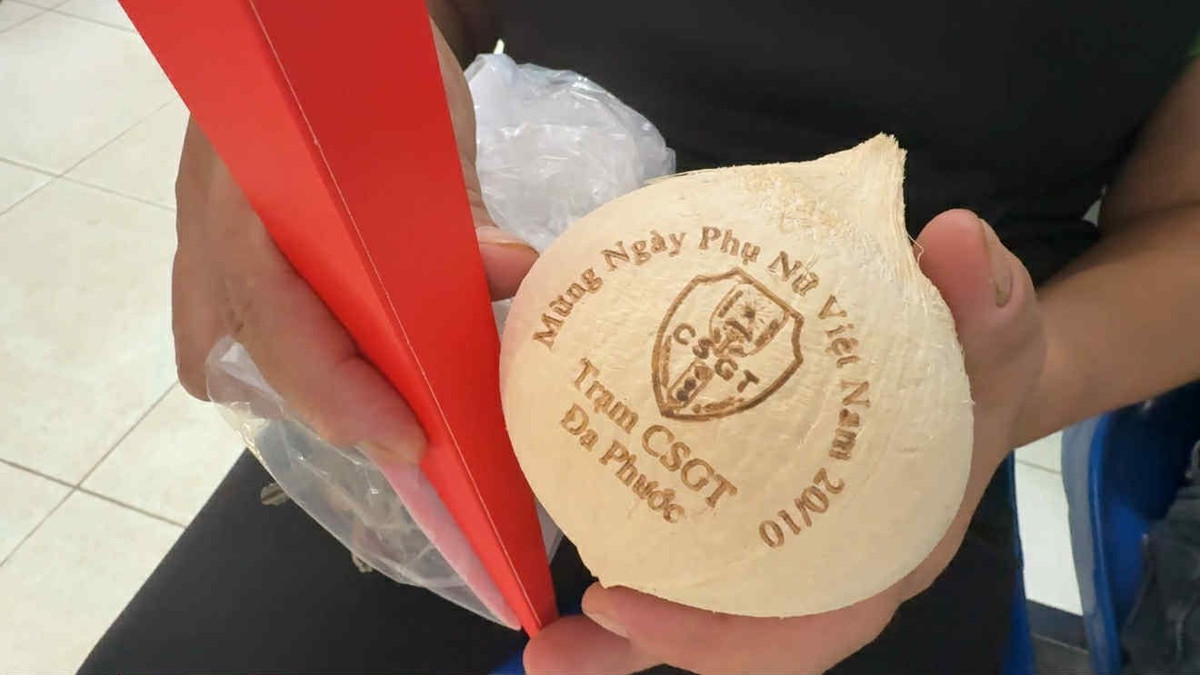 Mừng Ngày Phụ Nữ Việt Nam 20/10
CSGT
Trạm CSGT
Đa Phước